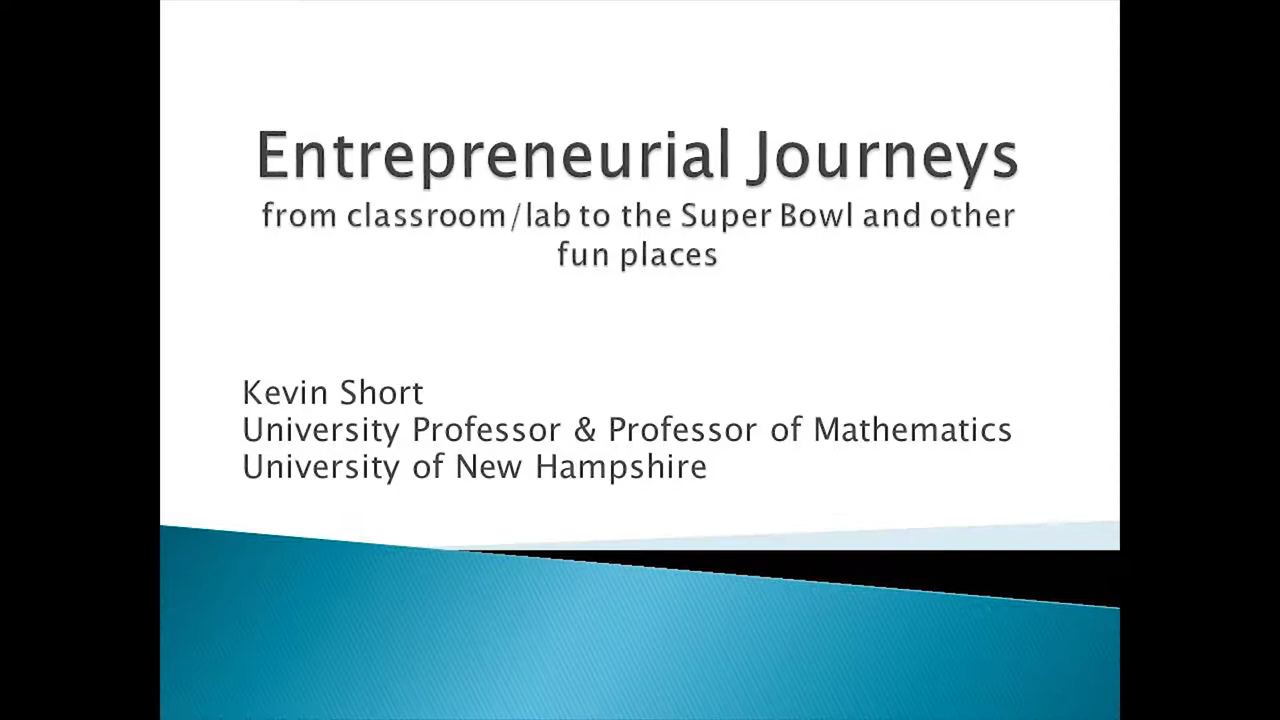 Entrepreneurial Journeys
from classroom/lab to the Super Bowl and other
fun places
Kevin Short
University Professor & Professor of Mathematics
University of New Hampshire